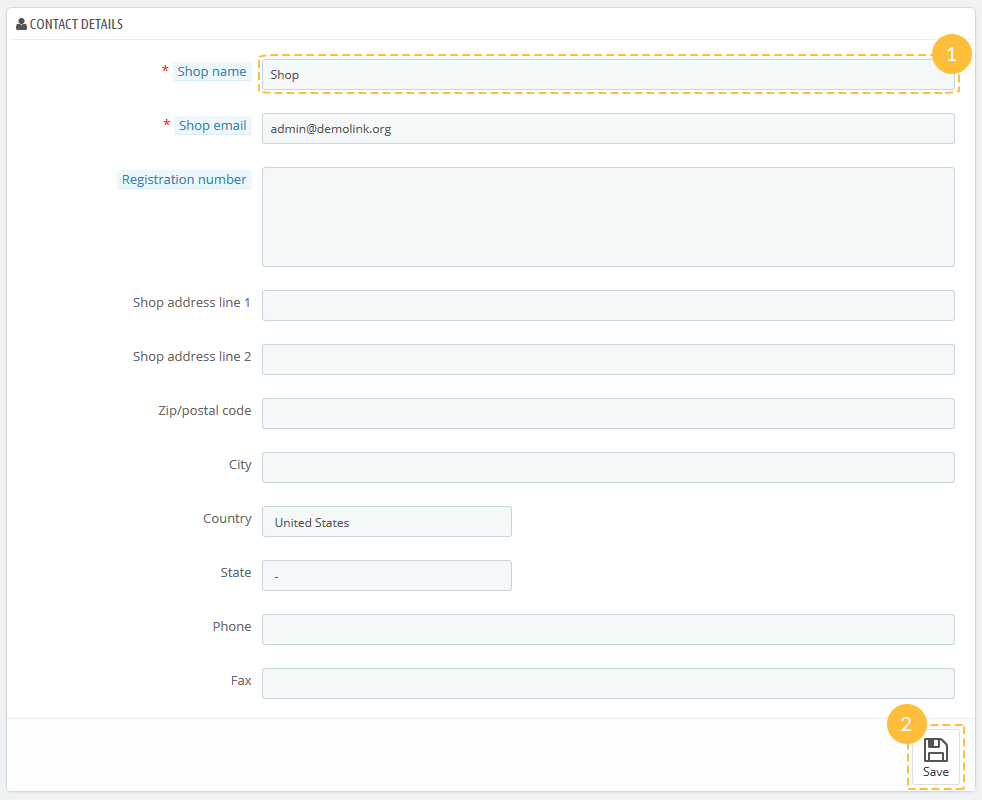 CONTACT DETAILS
1
* Shop name
Shop
* Shop email
admin@demolink.org
Registration number
Shop address line 1
Shop address line 2
Zip/postal code
City
Country
United States
State
-
Phone
Fax
2
Save